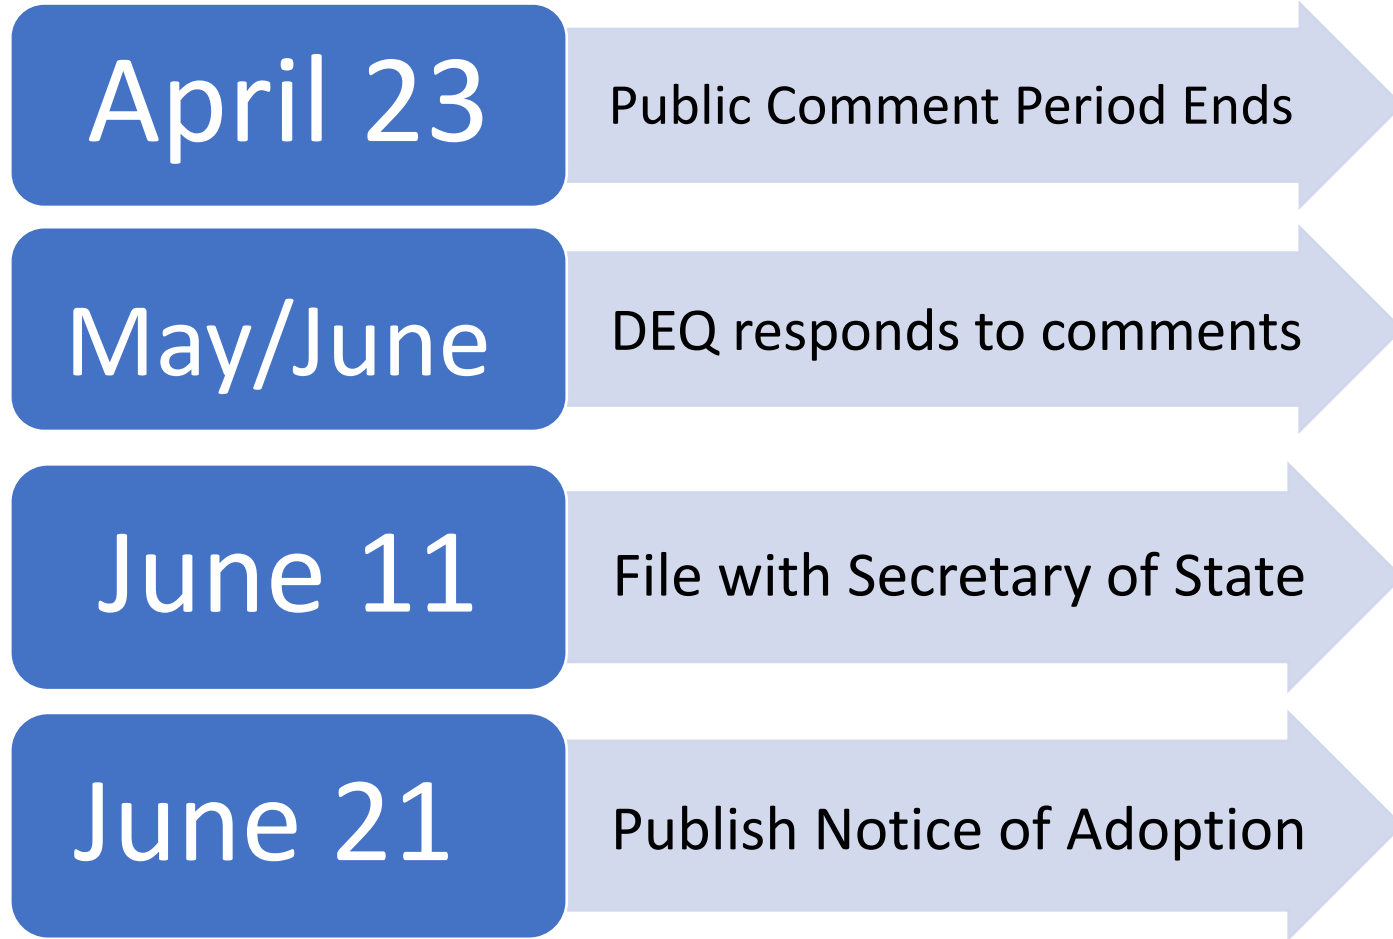 April 23
Public Comment Period Ends
May/June
DEQ responds to comments
June 11
File with Secretary of State
June 21
Publish Notice of Adoption